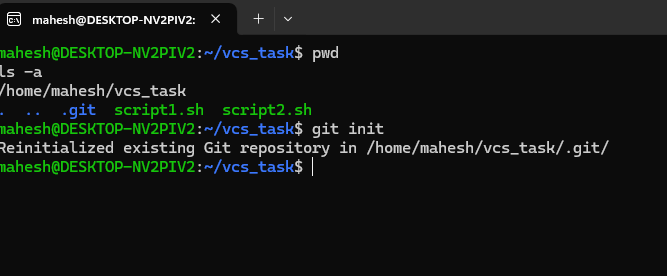 mahesh@DESKTOP-NV2PIV2:
mahesh@DESKTOP-NV2PIV2:~/vcs_task$ pwd
ls -a
/home/mahesh/vcs_task
.  ..  .git  script1.sh  script2.sh
mahesh@DESKTOP-NV2PIV2:~/vcs_task$ git init
Reinitialized existing Git repository in /home/mahesh/vcs_task/.git/
mahesh@DESKTOP-NV2PIV2:~/vcs_task$